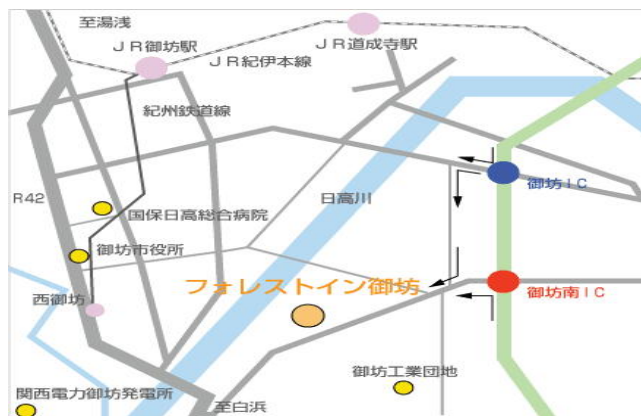 至湯浅
JR御坊駅
JR道成寺駅
JR紀伊本線
紀州鉄道線
御坊IC
R42
日高川
国保日高総合病院
御坊市役所
フォレストイン御坊
御坊南IC
西御坊
御坊工業団地
関西電力御坊発電所
至白浜